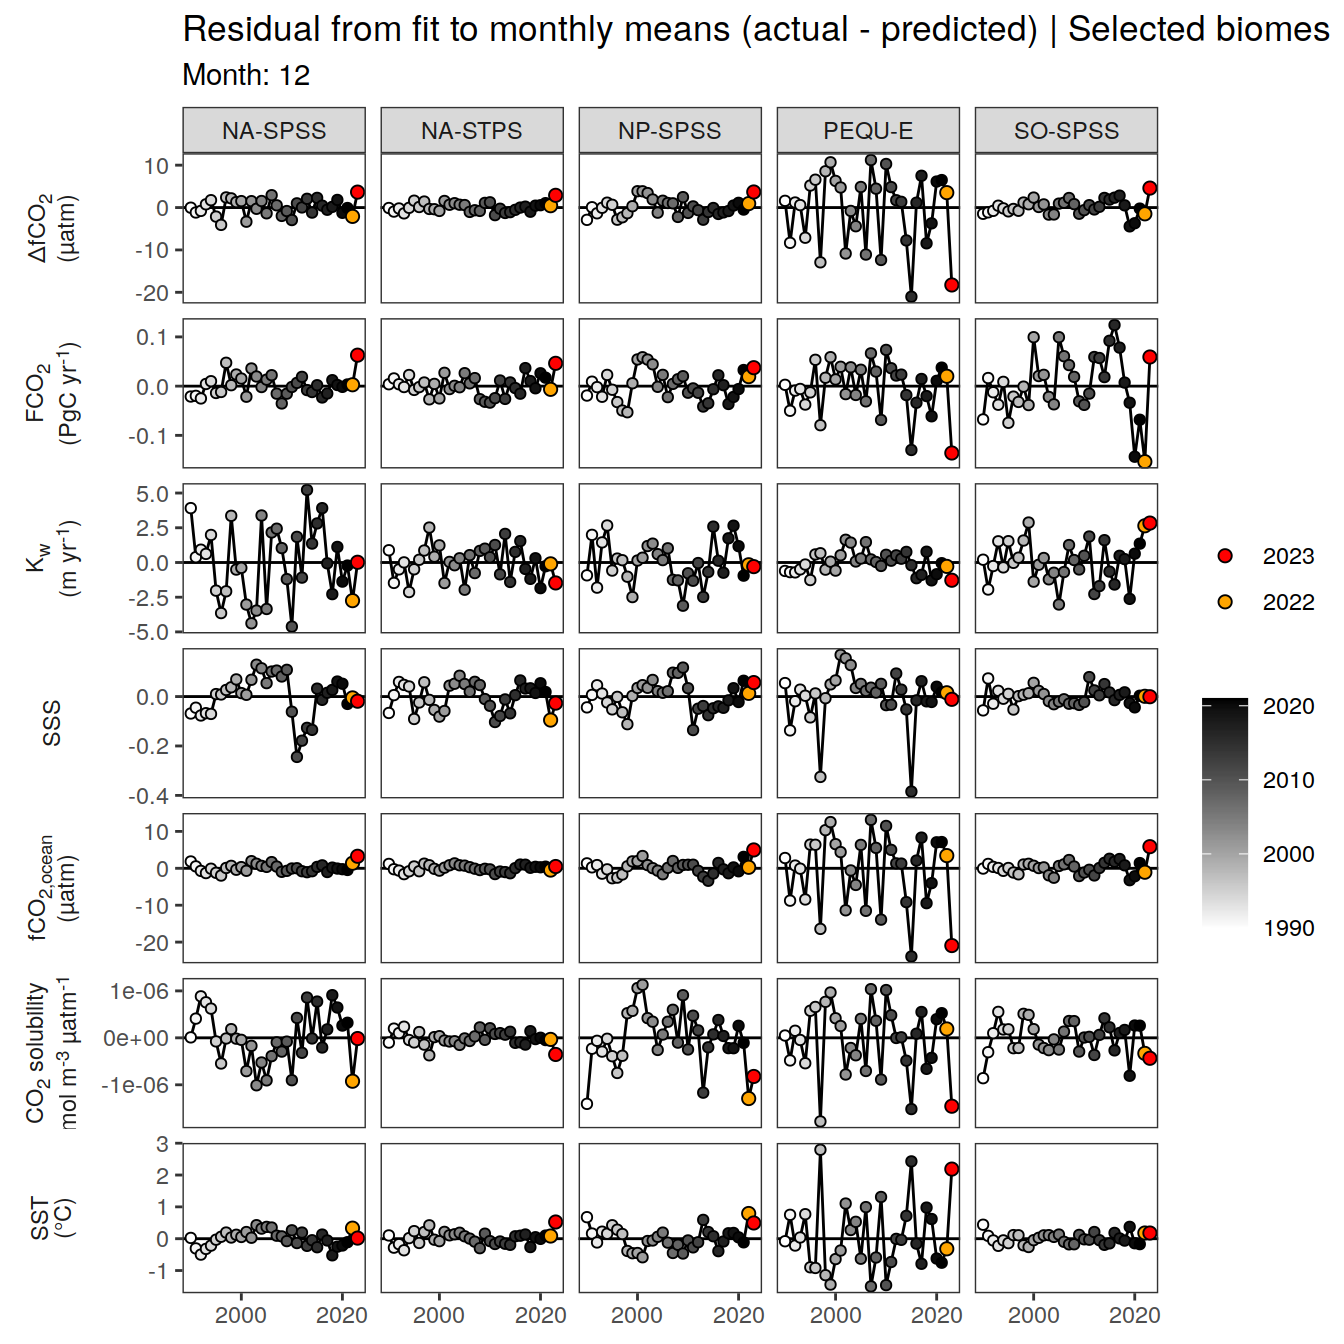 Residual from fit to monthly means (actual - predicted) | Selected biomes
Month: 12
NA-SPSS NA-STPS NP-SPSS PEQU-E SO-SPSS
ΔfCO₂
(µatm)
10
0
-10
-20
FCO₂
(PgC yr⁻¹)
0.1
0.0
-0.1
K_w
(m yr⁻¹)
5.0
2.5
0.0
-2.5
-5.0
SSS
0.0
-0.2
-0.4
fCO₂,ocean
(µatm)
10
0
-10
-20
CO₂ solubility
mol m⁻³ µatm⁻¹
1e-06
0e+00
-1e-06
SST
(°C)
3
2
1
0
-1
2000 2020 2000 2020 2000 2020 2000 2020 2000 2020
2023
2022
2020
2010
2000
1990